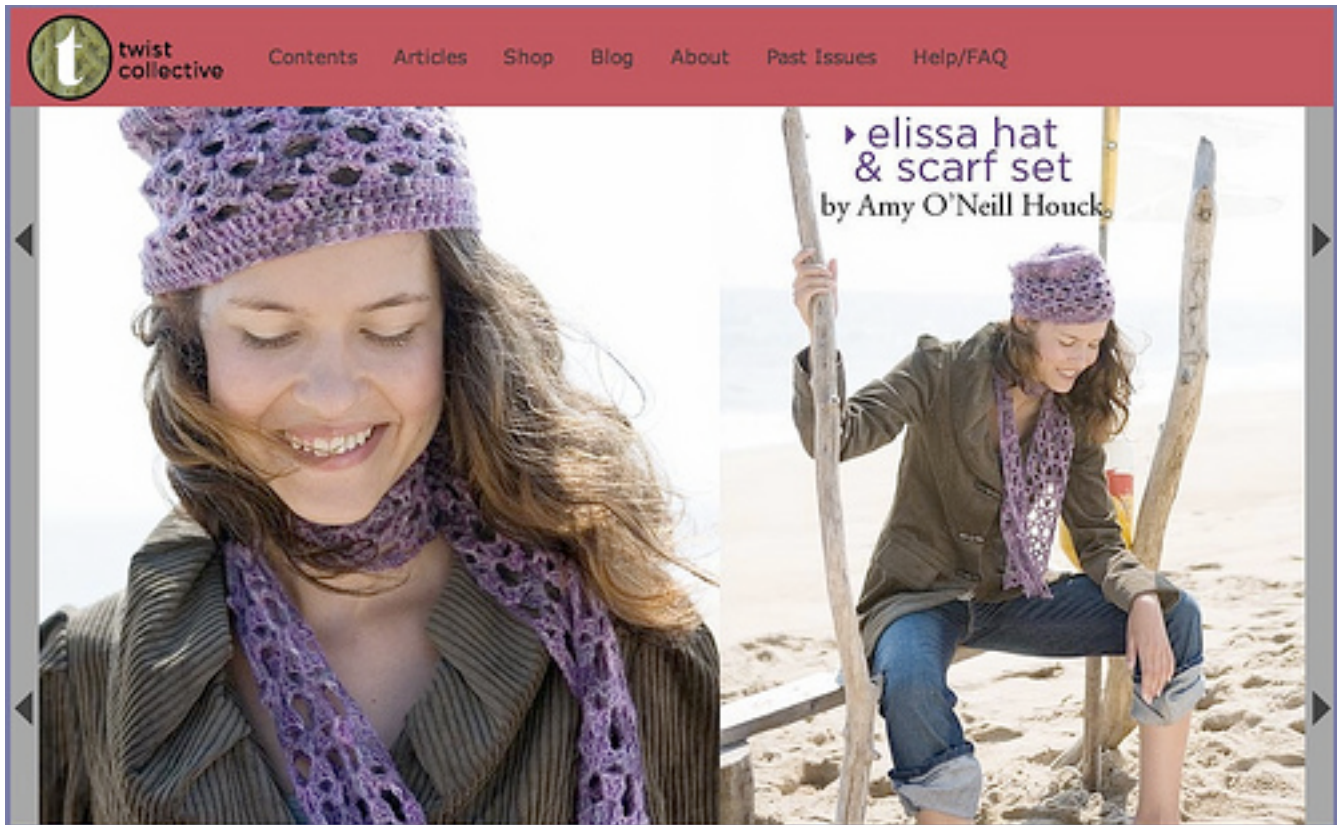 t
twist
collective
Contents Articles Shop Blog About Past Issues Help/FAQ
elissa hat
& scarf set
by Amy O'Neill Houck